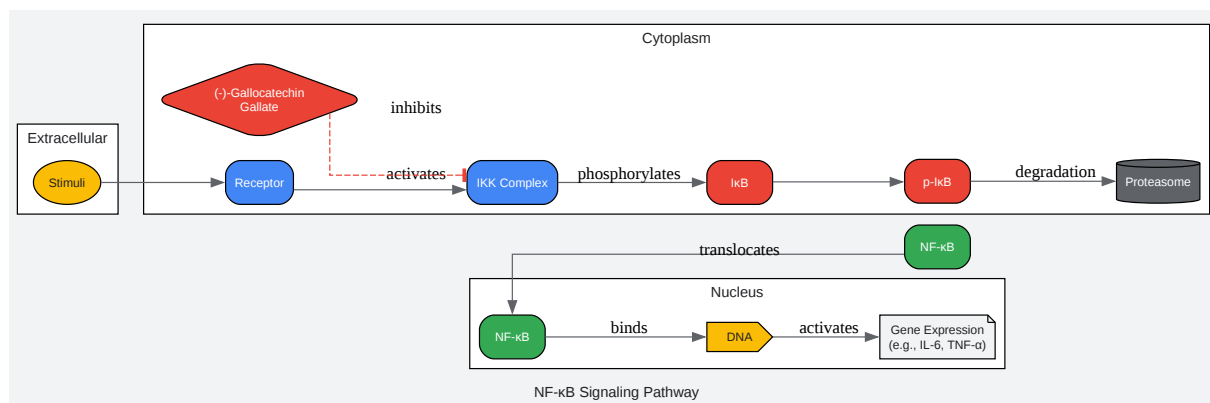 Cytoplasm
(-)-Gallocatechin
Gallate
inhibits
Extracellular
Stimuli
Receptor
activates
IKK Complex
phosphorylates
IκB
p-IκB
degradation
Proteasome
NF-κB
translocates
Nucleus
NF-κB
binds
DNA
activates
Gene Expression
(e.g., IL-6, TNF-α)
NF-κB Signaling Pathway